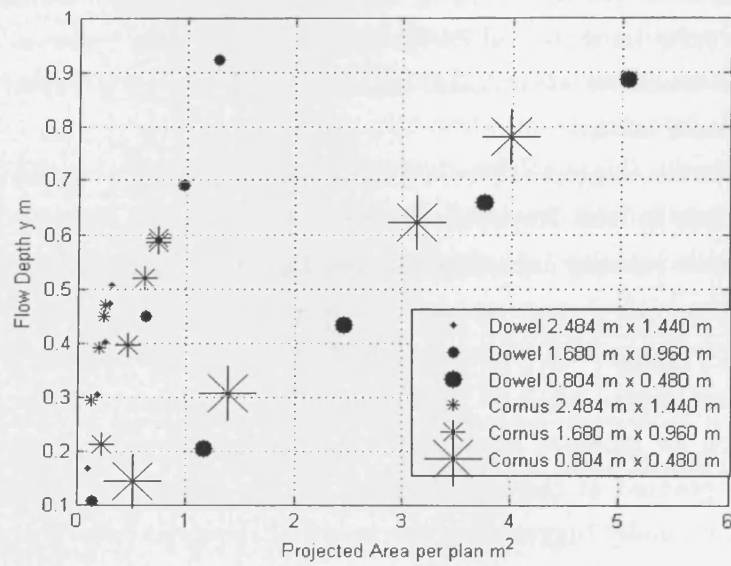 1
0.9
0.8
0.7
0.6
0.5
0.4
0.3
0.2
0.1
Flow Depth y m
Dowel 2.484 m x 1.440 m
Dowel 1.680 m x 0.960 m
Dowel 0.804 m x 0.480 m
Cornus 2.484 m x 1.440 m
Cornus 1.680 m x 0.960 m
Cornus 0.804 m x 0.480 m
0 1 2 3 4 5 6
Projected Area per plan m²